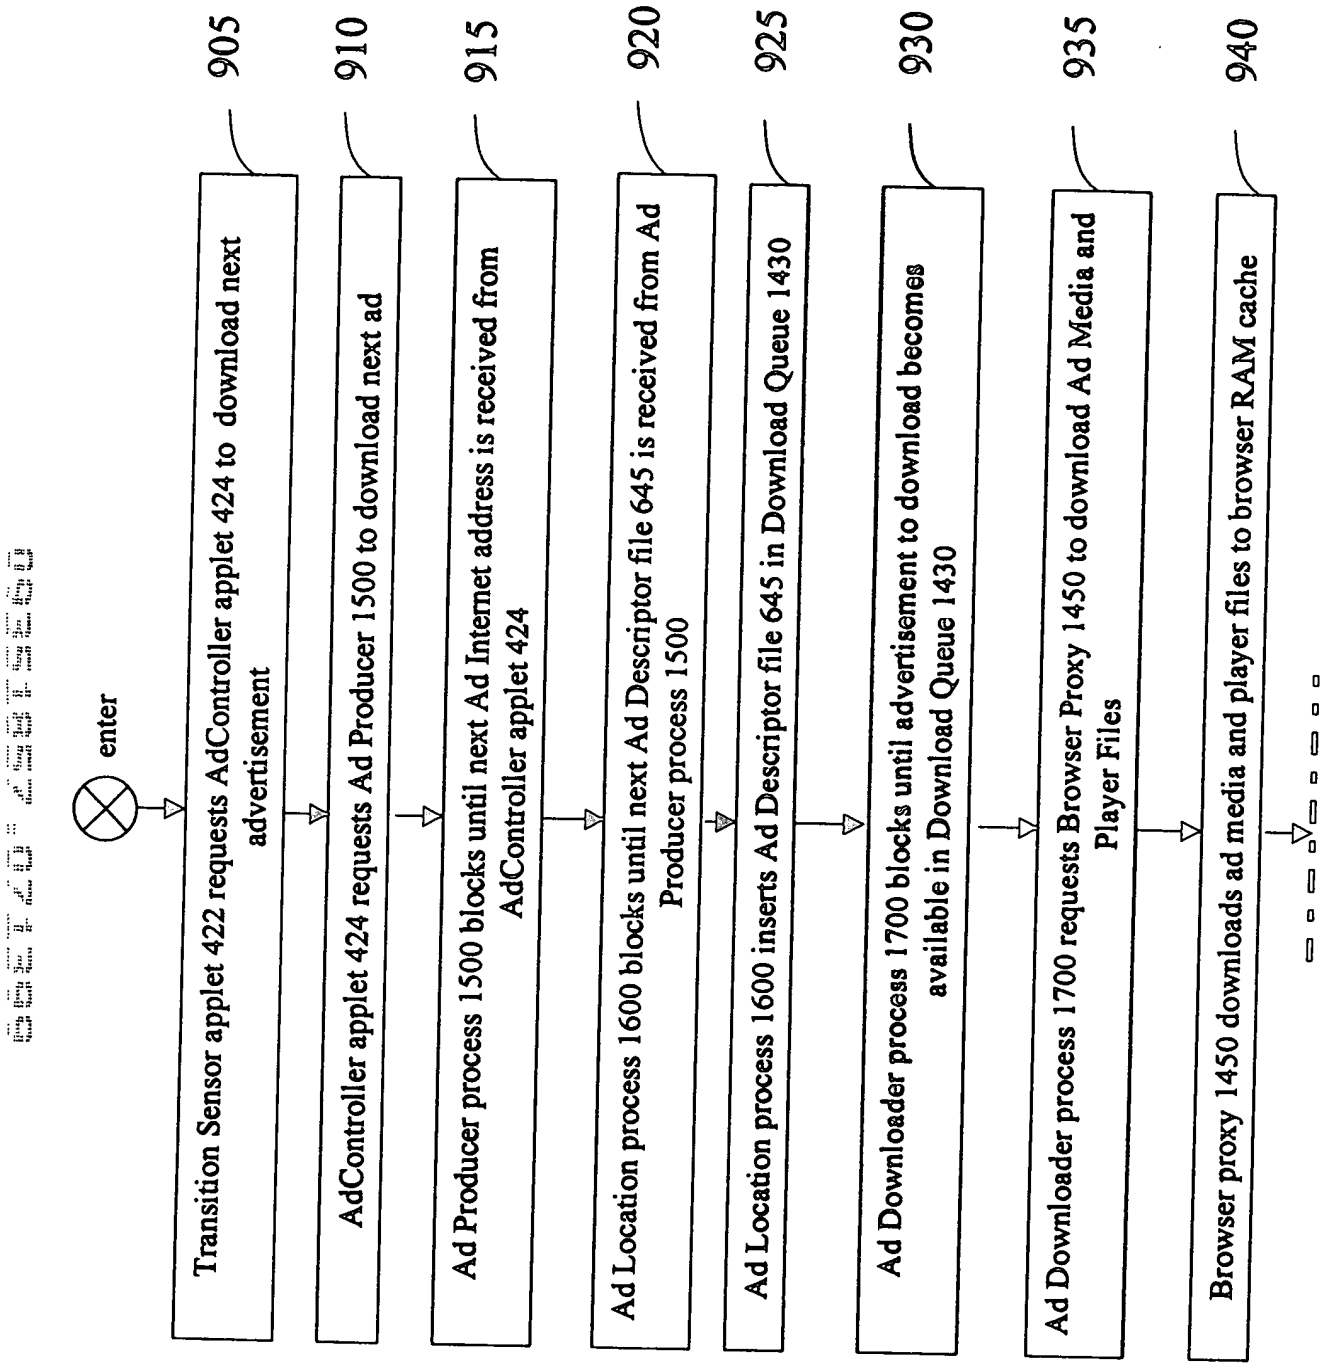 enter
Transition Sensor applet 422 requests AdController applet 424 to download next
advertisement
905
AdController applet 424 requests Ad Producer 1500 to download next ad
910
Ad Producer process 1500 blocks until next Ad Internet address is received from
AdController applet 424
915
Ad Location process 1600 blocks until next Ad Descriptor file 645 is received from Ad
Producer process 1500
920
Ad Location process 1600 inserts Ad Descriptor file 645 in Download Queue 1430
925
Ad Downloader process 1700 blocks until advertisement to download becomes
available in Download Queue 1430
930
Ad Downloader process 1700 requests Browser Proxy 1450 to download Ad Media and
Player Files
935
Browser proxy 1450 downloads ad media and player files to browser RAM cache
940